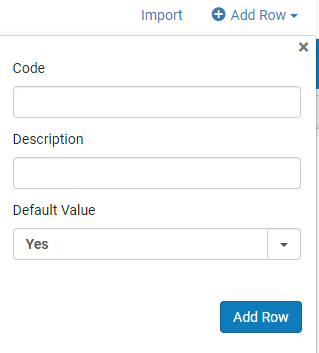 Import Add Row
×
Code
Description
Default Value
Yes
Add Row